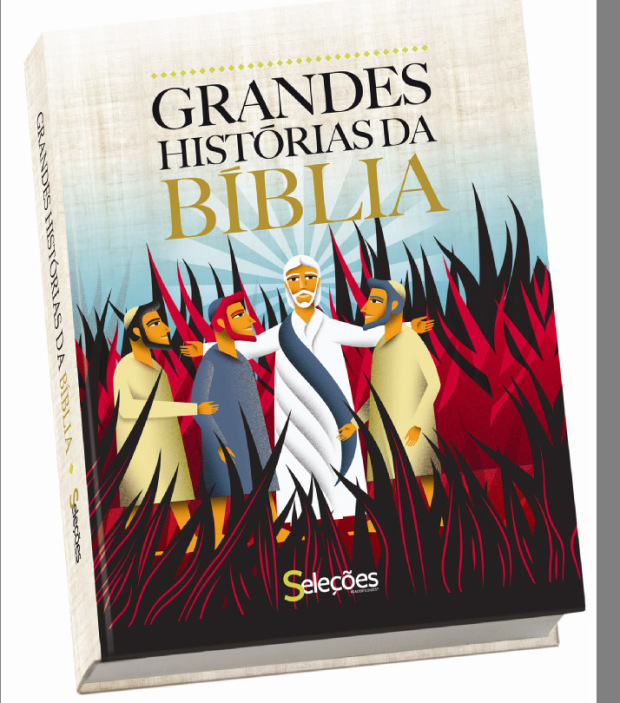 GRANDES
HISTÓRIAS DA
BÍBLIA
GRANDES HISTÓRIAS DA BÍBLIA
Seleções
Seleções